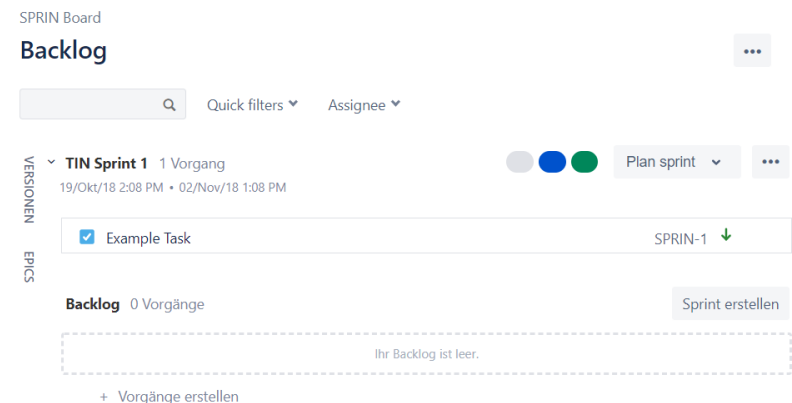 SPRIN Board
Backlog
Quick filters
Assignee
VERSIONEN
EPICS
TIN Sprint 1 1 Vorgang
Plan sprint
19/Okt/18 2:08 PM • 02/Nov/18 1:08 PM
Example Task SPRIN-1
Backlog 0 Vorgänge
Sprint erstellen
Ihr Backlog ist leer.
+ Vorgänge erstellen